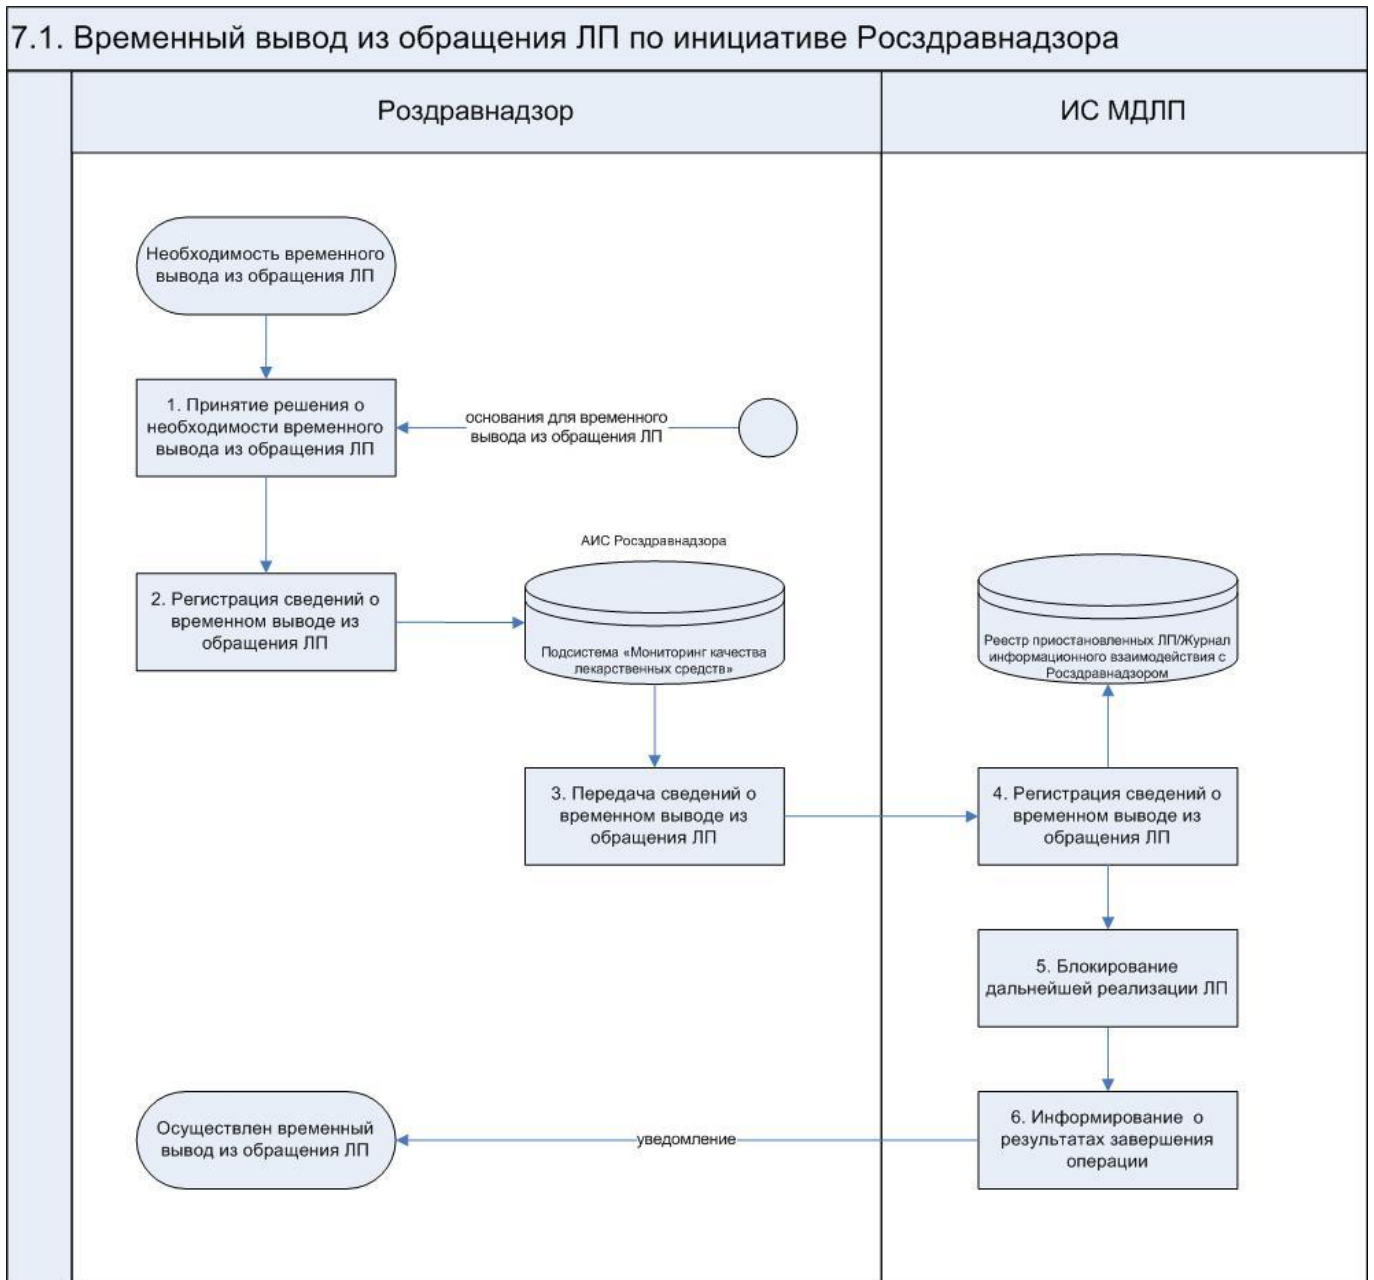 7.1. Временный вывод из обращения ЛП по инициативе Росздравнадзора
Роздравнадзор
ИС МДЛП
Необходимость временного
вывода из обращения ЛП
1. Принятие решения о
необходимости временного
вывода из обращения ЛП
основания для временного
вывода из обращения ЛП
АИС Росздравнадзора
2. Регистрация сведений о
временном выводе из
обращения ЛП
Подсистема «Мониторинг качества
лекарственных средств»
Реестр приостановленных ЛП/Журнал
информационного взаимодействия с
Росздравнадзором
3. Передача сведений о
временном выводе из
обращения ЛП
4. Регистрация сведений о
временном выводе из
обращения ЛП
5. Блокирование
дальнейшей реализации ЛП
Осуществлен временный
вывод из обращения ЛП
уведомление
6. Информирование о
результатах завершения
операции